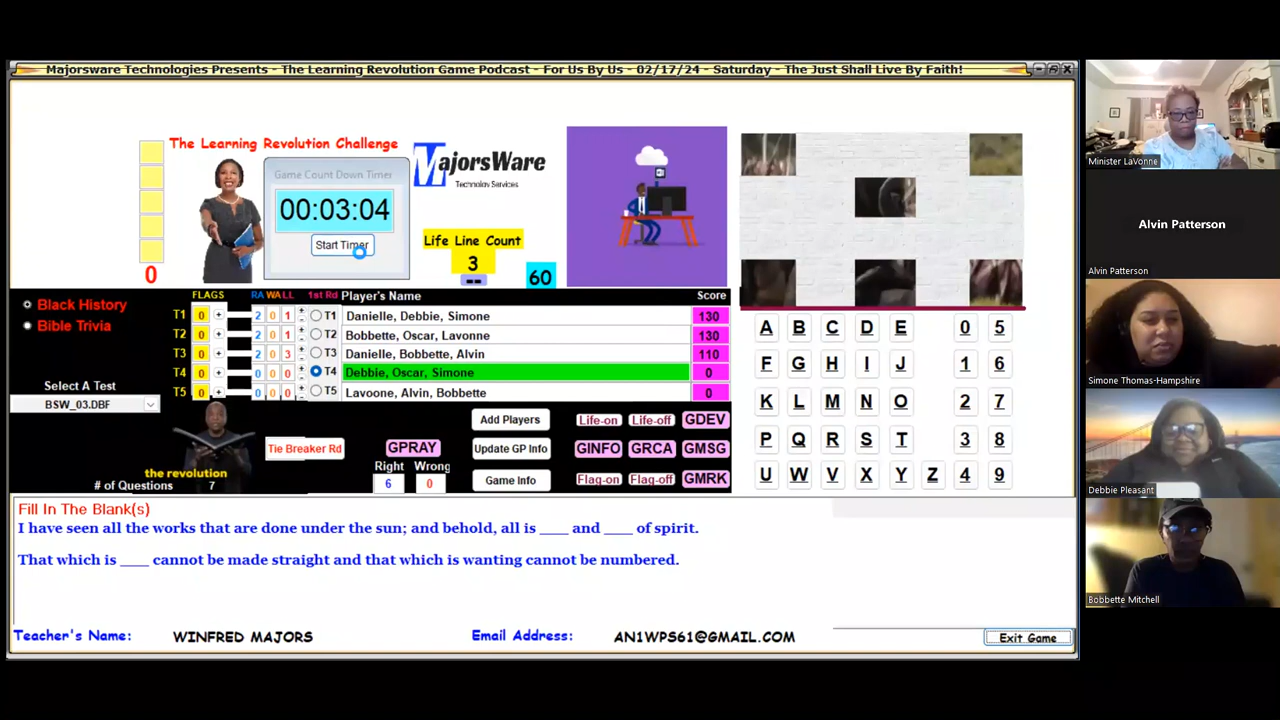 Majorsware Technologies Presents - The Learning Revolution Game Podcast - For Us By Us - 02/17/24 - Saturday - The Just Shall Live By Faith!
The Learning Revolution Challenge
Game Count Down Timer
00:03:04
Start Timer
0
MajorsWare
Technology Services
Life Line Count
3
--
60
Black History
Bible Trivia
Select A Test
BSW_03.DBF
FLAGS RA WA LL 1st Rd Player's Name Score
T1 0 + 2 0 1 T1 Danielle, Debbie, Simone 130
T2 0 + 2 0 1 T2 Bobbette, Oscar, Lavonne 130
T3 0 + 2 0 3 T3 Danielle, Bobbette, Alvin 110
T4 0 + 0 0 0 T4 Debbie, Oscar, Simone 0
T5 0 + 0 0 0 T5 Lavoone, Alvin, Bobbette 0
the revolution
# of Questions 7
Tie Breaker Rd
GPRAY
Right Wrong
6 0
Add Players Life-on Life-off GDEV
Update GP Info GINFO GRCA GMSG
Game Info Flag-on Flag-off GMRK
A B C D E 0 5
F G H I J 1 6
K L M N O 2 7
P Q R S T 3 8
U W V X Y Z 4 9
Fill In The Blank(s)
I have seen all the works that are done under the sun; and behold, all is ____ and ____ of spirit.
That which is ____ cannot be made straight and that which is wanting cannot be numbered.
Teacher's Name: WINFRED MAJORS Email Address: AN1WPS61@GMAIL.COM Exit Game
Minister LaVonne
Alvin Patterson
Alvin Patterson
Simone Thomas-Hampshire
Debbie Pleasant
Bobbette Mitchell